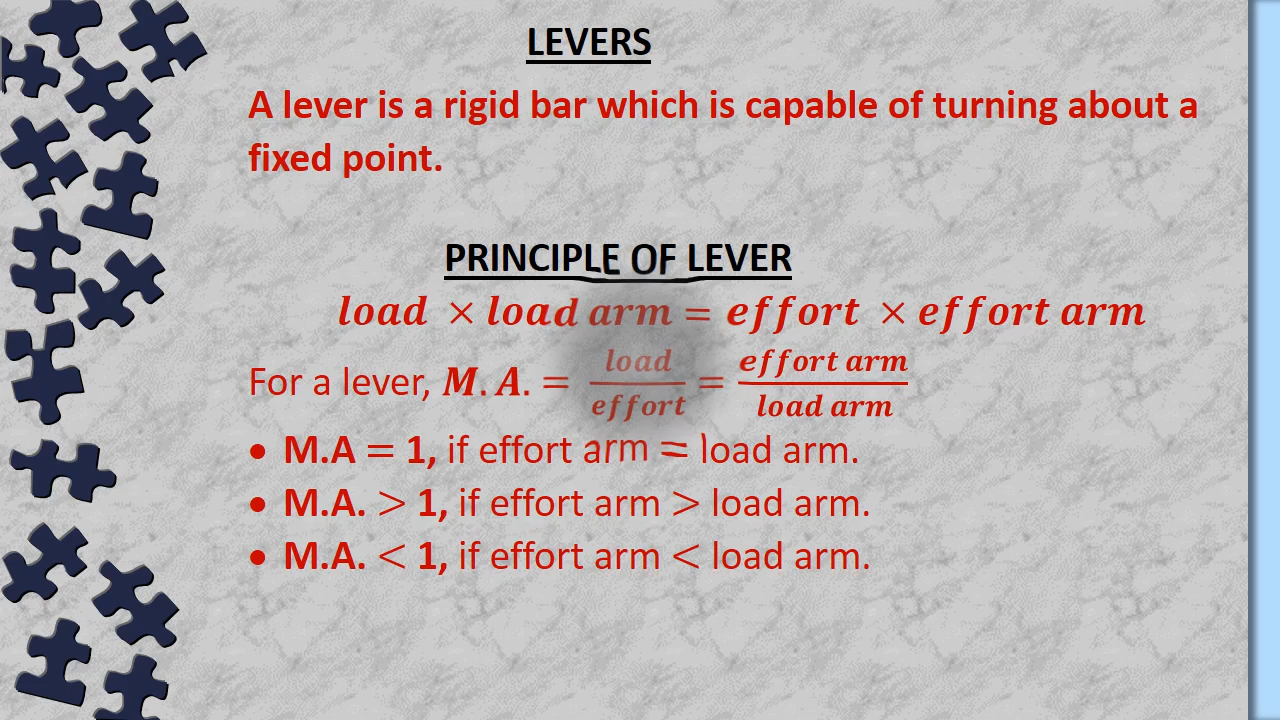 LEVERS
A lever is a rigid bar which is capable of turning about a
fixed point.
PRINCIPLE OF LEVER
load × load arm = effort × effort arm
For a lever, M.A. = load/effort = effort arm/load arm
• M.A = 1, if effort arm = load arm.
• M.A. > 1, if effort arm > load arm.
• M.A. < 1, if effort arm < load arm.